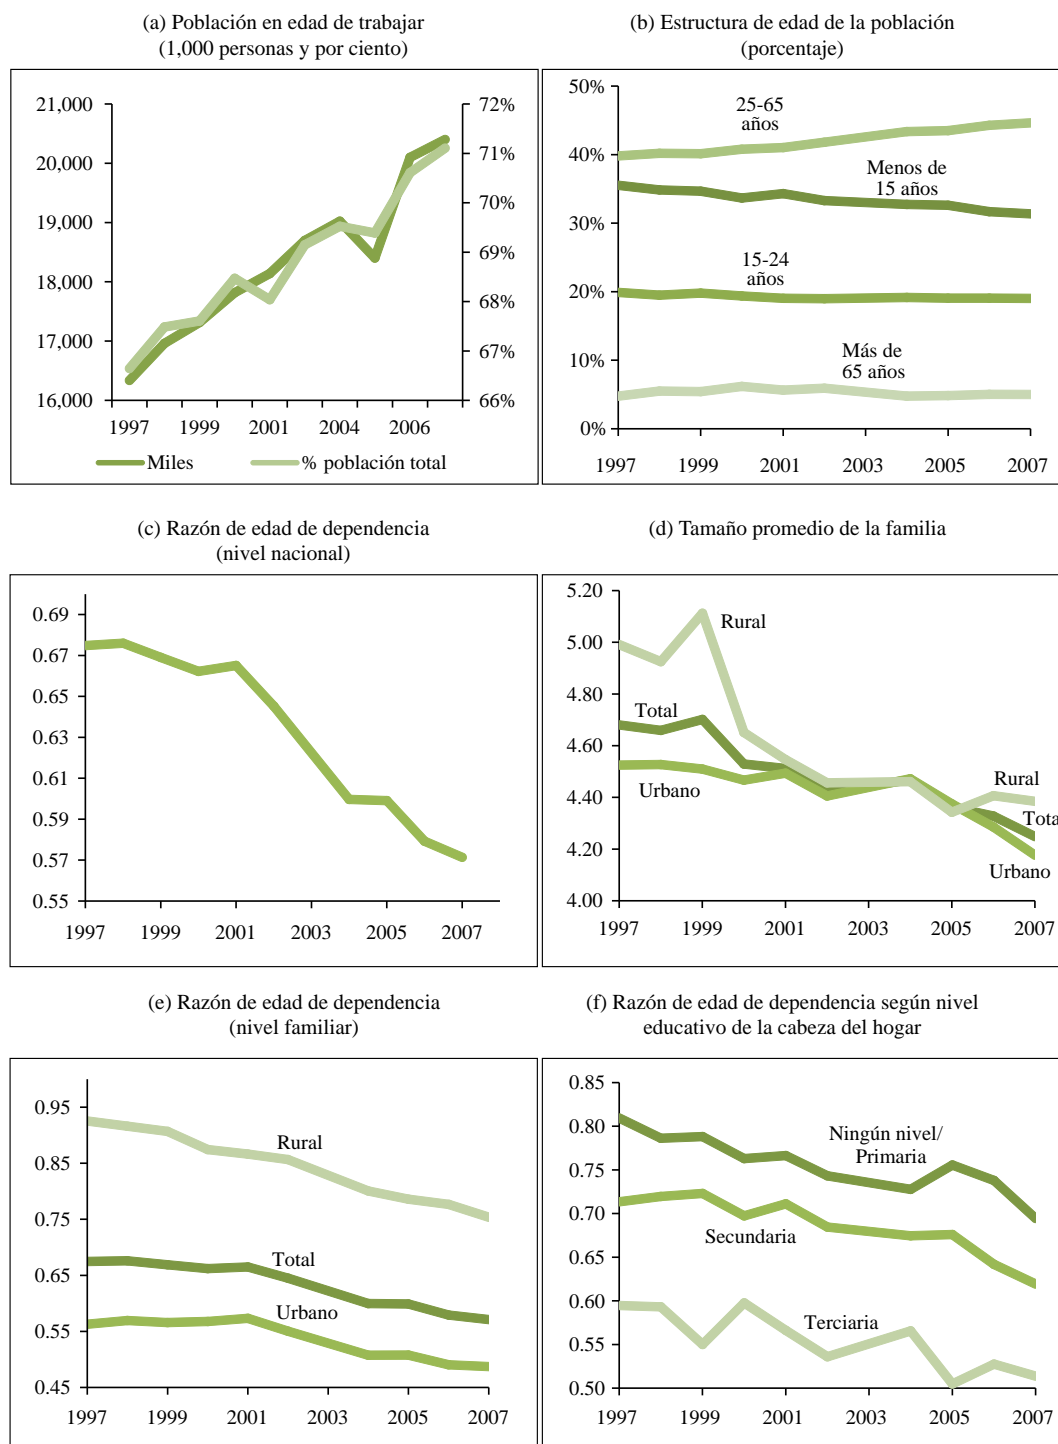 (a) Población en edad de trabajar
(1,000 personas y por ciento)
21,000
20,000
19,000
18,000
17,000
16,000
72%
71%
70%
69%
68%
67%
66%
1997 1999 2001 2004 2006
Miles % población total
(b) Estructura de edad de la población
(porcentaje)
50%
40%
30%
20%
10%
0%
25-65
años
Menos de
15 años
15-24
años
Más de
65 años
1997 1999 2001 2003 2005 2007
(c) Razón de edad de dependencia
(nivel nacional)
0.69
0.67
0.65
0.63
0.61
0.59
0.57
0.55
1997 1999 2001 2003 2005 2007
(d) Tamaño promedio de la familia
5.20
5.00
4.80
4.60
4.40
4.20
4.00
Rural
Total
Urbano
Rural
Tota
Urbano
1997 1999 2001 2003 2005 2007
(e) Razón de edad de dependencia
(nivel familiar)
0.95
0.85
0.75
0.65
0.55
0.45
Rural
Total
Urbano
1997 1999 2001 2003 2005 2007
(f) Razón de edad de dependencia según nivel
educativo de la cabeza del hogar
0.85
0.80
0.75
0.70
0.65
0.60
0.55
0.50
Ningún nivel/
Primaria
Secundaria
Terciaria
1997 1999 2001 2003 2005 2007